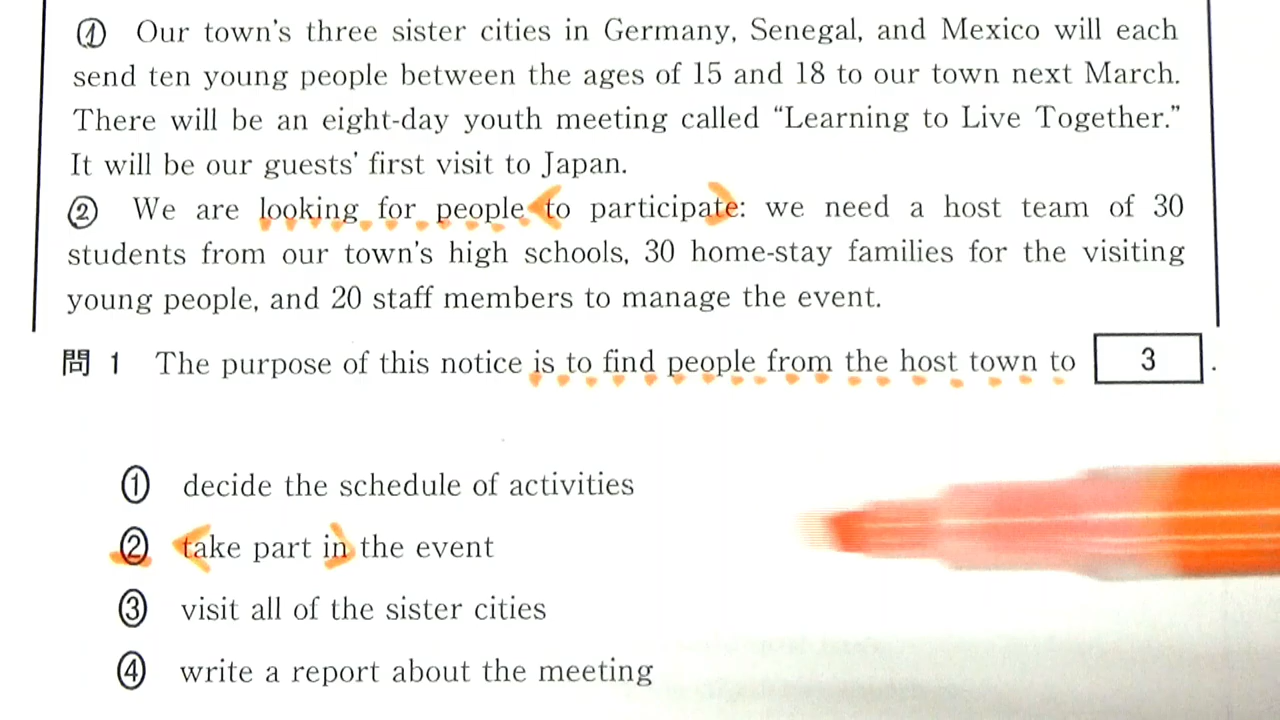 ① Our town's three sister cities in Germany, Senegal, and Mexico will each
send ten young people between the ages of 15 and 18 to our town next March.
There will be an eight-day youth meeting called “Learning to Live Together.”
It will be our guests' first visit to Japan.
② We are looking for people to participate: we need a host team of 30
students from our town's high schools, 30 home-stay families for the visiting
young people, and 20 staff members to manage the event.
問 1 The purpose of this notice is to find people from the host town to 3 .
① decide the schedule of activities
② take part in the event
③ visit all of the sister cities
④ write a report about the meeting